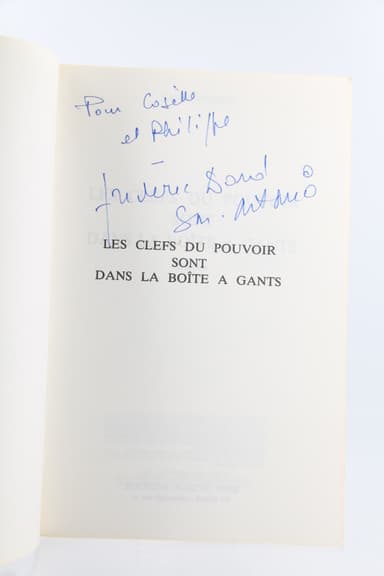 Pour Cosette
et Philippe
–
Frédéric Dard
San-Antonio
LES CLEFS DU POUVOIR
SONT
DANS LA BOÎTE A GANTS